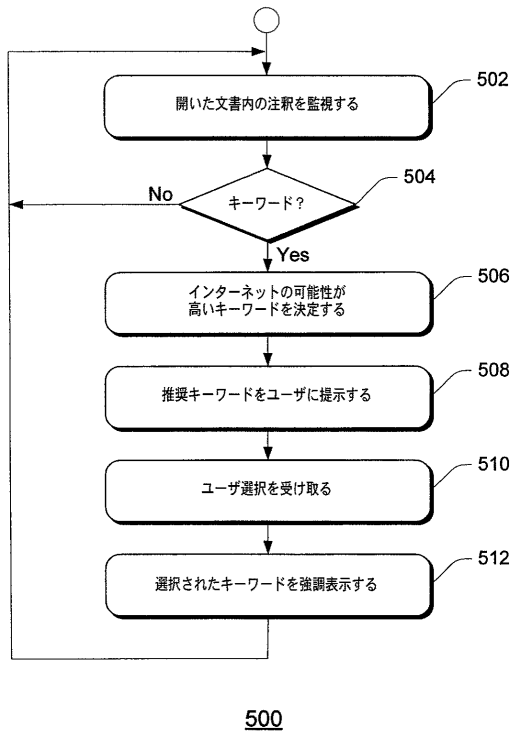 開いた文書内の注釈を監視する
502
キーワード？
504
No
Yes
インターネットの可能性が
高いキーワードを決定する
506
推奨キーワードをユーザに提示する
508
ユーザ選択を受け取る
510
選択されたキーワードを強調表示する
512
500